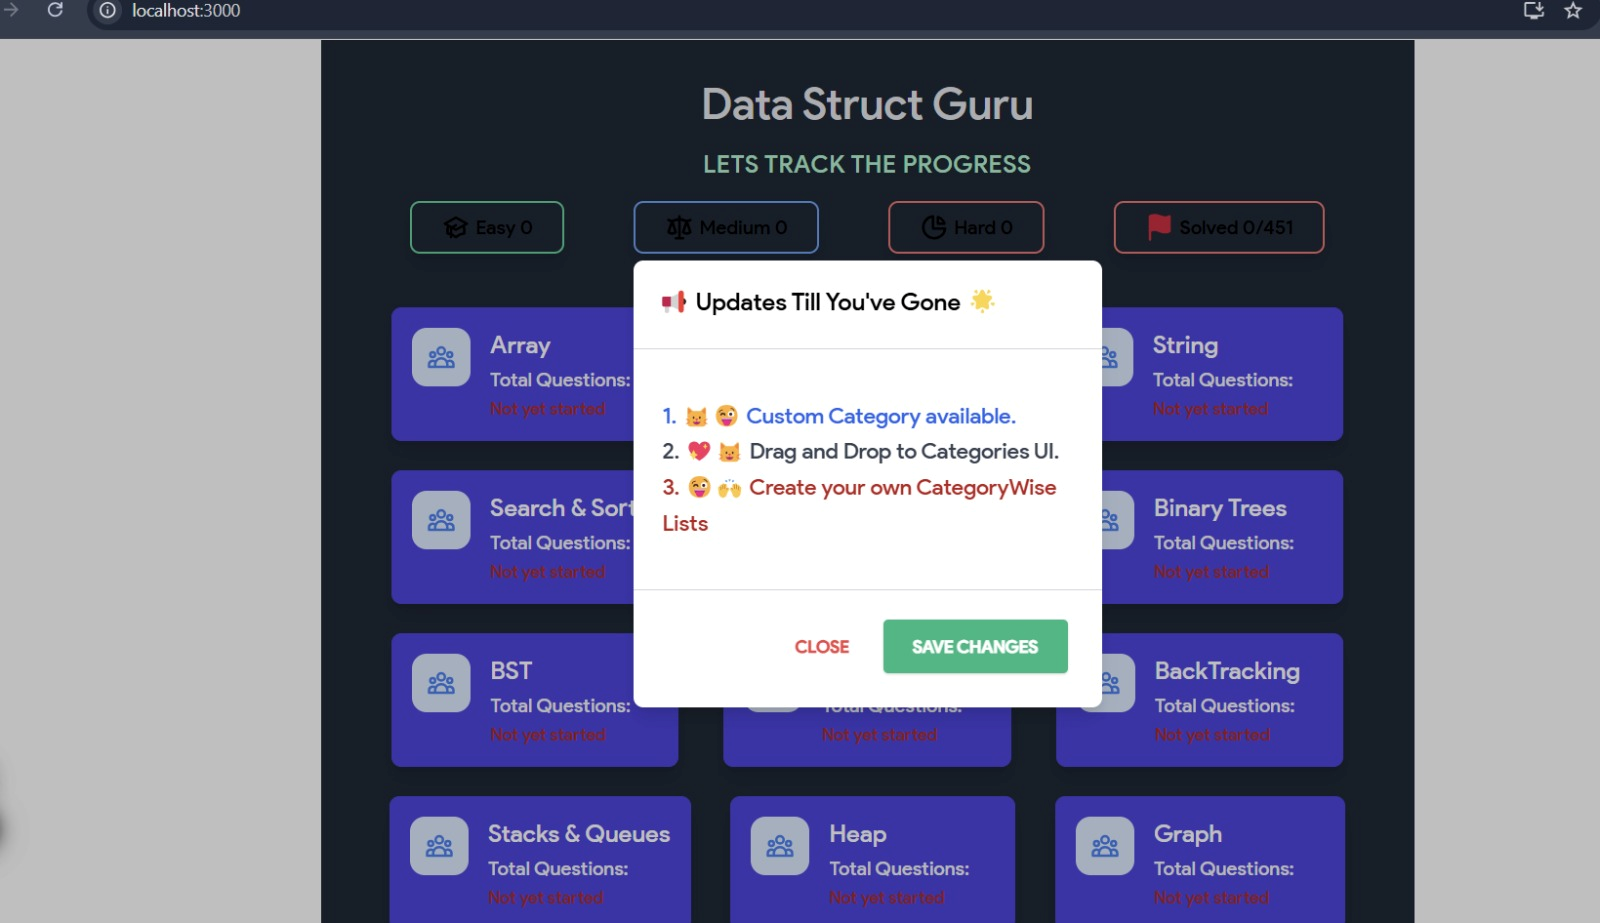 localhost:3000
Data Struct Guru
LETS TRACK THE PROGRESS
Easy 0
Medium 0
Hard 0
Solved 0/451
📢 Updates Till You've Gone 🌟
1. 😺 😜 Custom Category available.
2. 💖 😺 Drag and Drop to Categories UI.
3. 😜 🙌 Create your own CategoryWise
Lists
CLOSE
SAVE CHANGES
Array
Total Questions:
Not yet started
String
Total Questions:
Not yet started
Search & Sort
Total Questions:
Not yet started
Binary Trees
Total Questions:
Not yet started
BST
Total Questions:
Not yet started
Total Questions:
Not yet started
BackTracking
Total Questions:
Not yet started
Stacks & Queues
Total Questions:
Not yet started
Heap
Total Questions:
Not yet started
Graph
Total Questions:
Not yet started